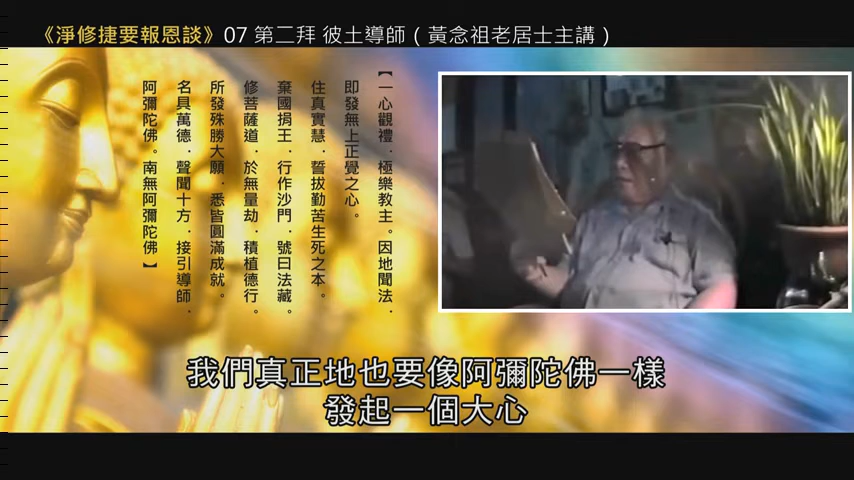 《淨修捷要報恩談》07 第二拜 彼土導師（黃念祖老居士主講）
【一心觀禮．極樂教主。因地聞法．
即發無上正覺之心。
住真實慧．誓拔勤苦生死之本。
棄國捐王．行作沙門．號曰法藏。
修菩薩道．於無量劫．積植德行。
所發殊勝大願．悉皆圓滿成就。
名具萬德．聲聞十方．接引導師．
阿彌陀佛。南無阿彌陀佛】
我們真正地也要像阿彌陀佛一樣
發起一個大心